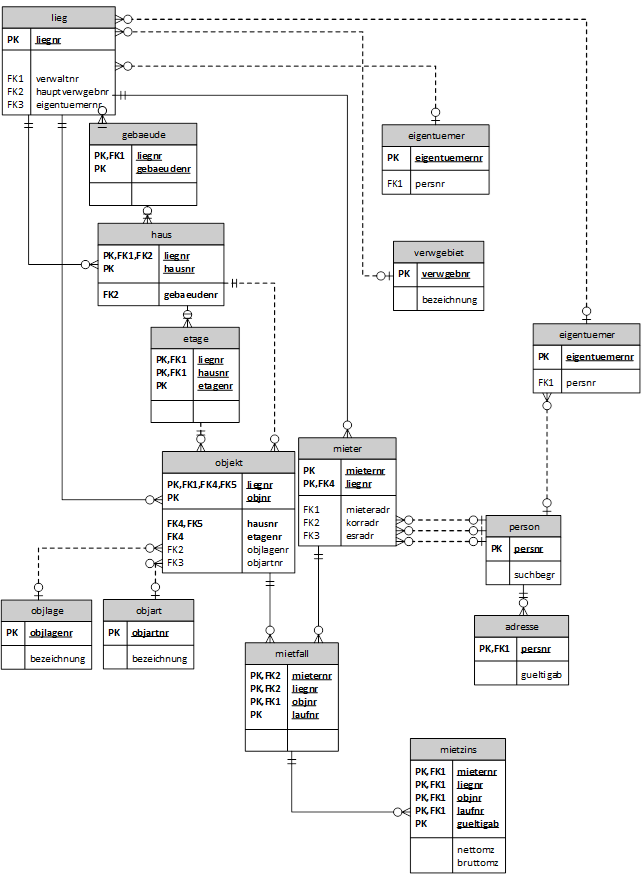 lieg
PK liegnr
FK1 verwaltnr
FK2 hauptverwgebnr
FK3 eigentuemernr
gebaeude
PK,FK1 liegnr
PK gebaeudenr
eigentuemer
PK eigentuemernr
FK1 persnr
haus
PK,FK1,FK2 liegnr
PK hausnr
FK2 gebaeudenr
verwgebiet
PK verwgebnr
bezeichnung
etage
PK,FK1 liegnr
PK,FK1 hausnr
PK etagenr
eigentuemer
PK eigentuemernr
FK1 persnr
objekt
PK,FK1,FK4,FK5 liegnr
PK objnr
FK4,FK5 hausnr
FK4 etagenr
FK2 objlagenr
FK3 objartnr
mieter
PK mieternr
PK,FK4 liegnr
FK1 mieteradr
FK2 korradr
FK3 esradr
person
PK persnr
suchbegr
objlage
PK objlagenr
bezeichnung
objart
PK objartnr
bezeichnung
adresse
PK,FK1 persnr
gueltigab
mietfall
PK,FK2 mieternr
PK,FK2 liegnr
PK,FK1 objnr
PK laufnr
mietzins
PK,FK1 mieternr
PK,FK1 liegnr
PK,FK1 objnr
PK,FK1 laufnr
PK gueltigab
nettomz
bruttomz